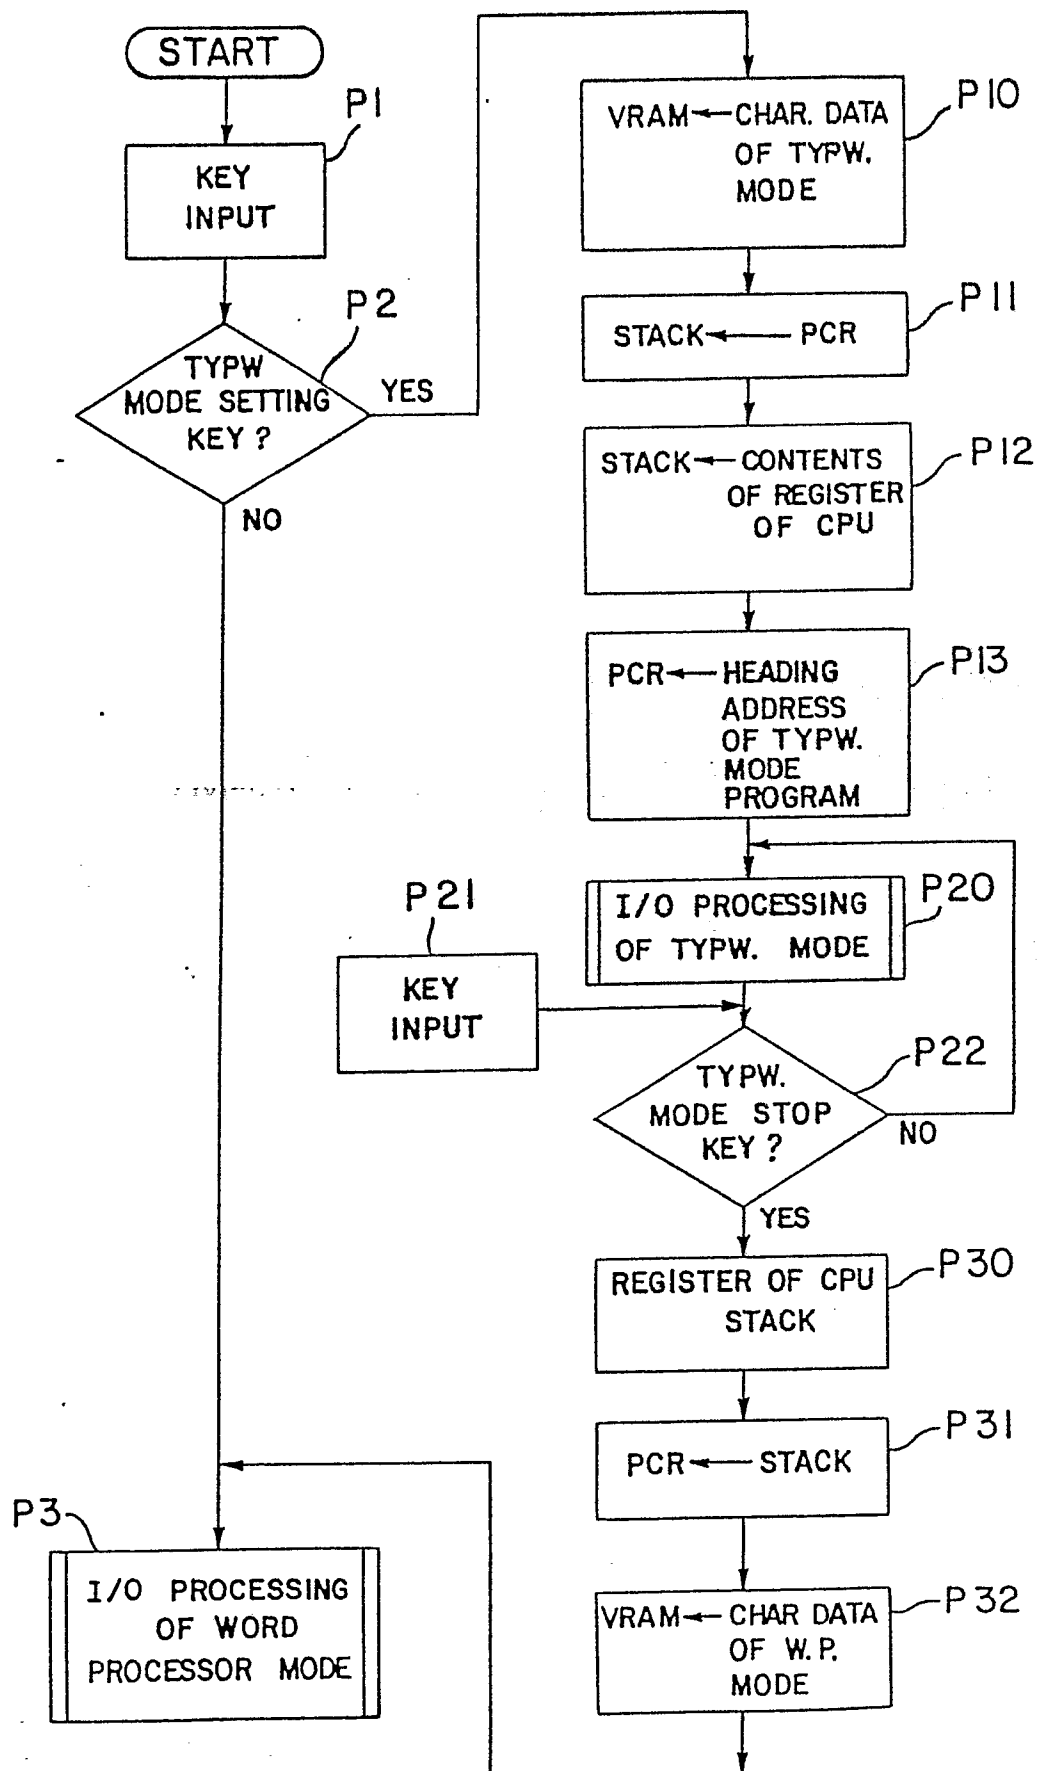 START
P1
KEY
INPUT
P2
TYPW
MODE SETTING
KEY ?
YES
NO
P3
I/O PROCESSING
OF WORD
PROCESSOR MODE
P10
VRAM ← CHAR. DATA
OF TYPW.
MODE
P11
STACK ← PCR
P12
STACK ← CONTENTS
OF REGISTER
OF CPU
P13
PCR ← HEADING
ADDRESS
OF TYPW.
MODE
PROGRAM
P20
I/O PROCESSING
OF TYPW. MODE
P21
KEY
INPUT
P22
TYPW.
MODE STOP
KEY ?
NO
YES
P30
REGISTER OF CPU
STACK
P31
PCR ← STACK
P32
VRAM ← CHAR DATA
OF W.P.
MODE